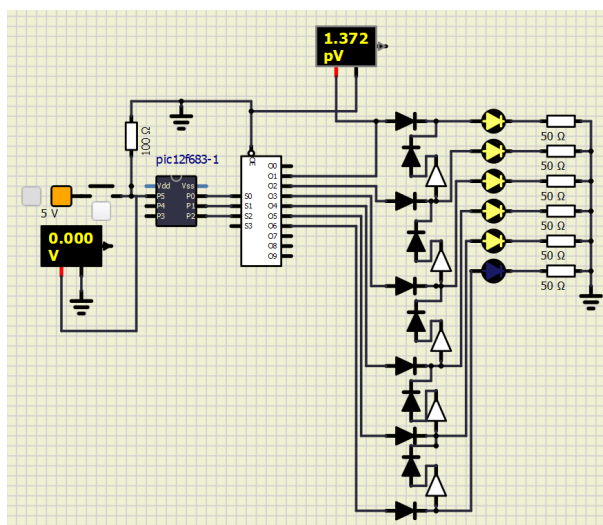 1.372
pV
100 Ω
pic12f683-1
CE
Vdd Vss
P5 P0
P4 P1
P3 P2
S0
S1
S2
S3
O0
O1
O2
O3
O4
O5
O6
O7
O8
O9
5 V
0.000
V
50 Ω
50 Ω
50 Ω
50 Ω
50 Ω
50 Ω